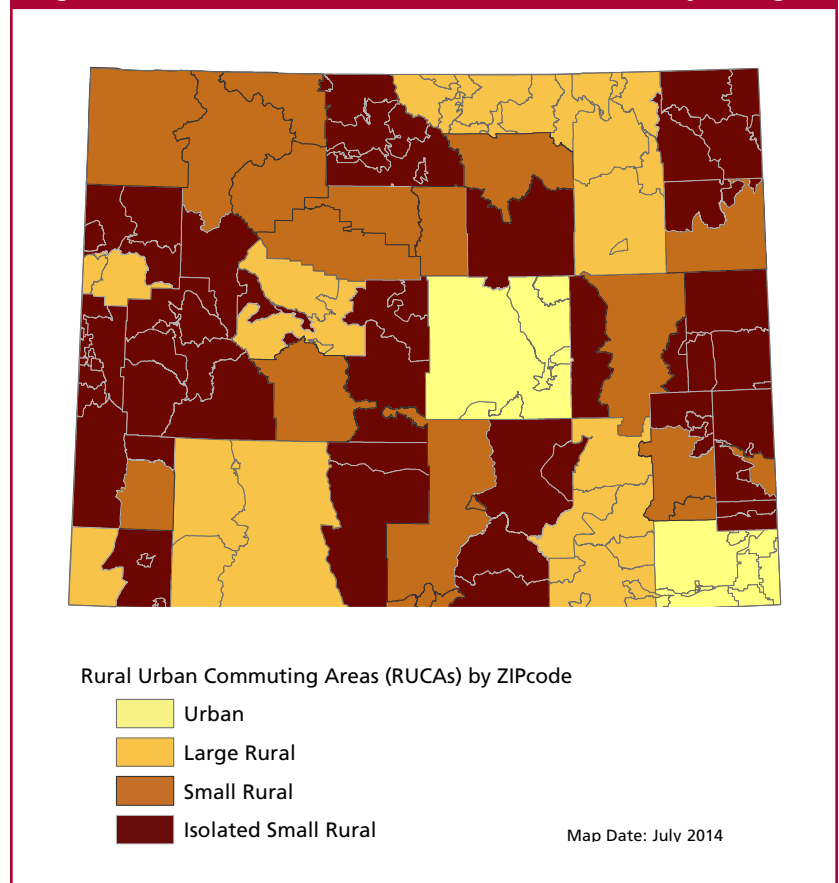 Rural Urban Commuting Areas (RUCAs) by ZIPcode
Urban
Large Rural
Small Rural
Isolated Small Rural
Map Date: July 2014